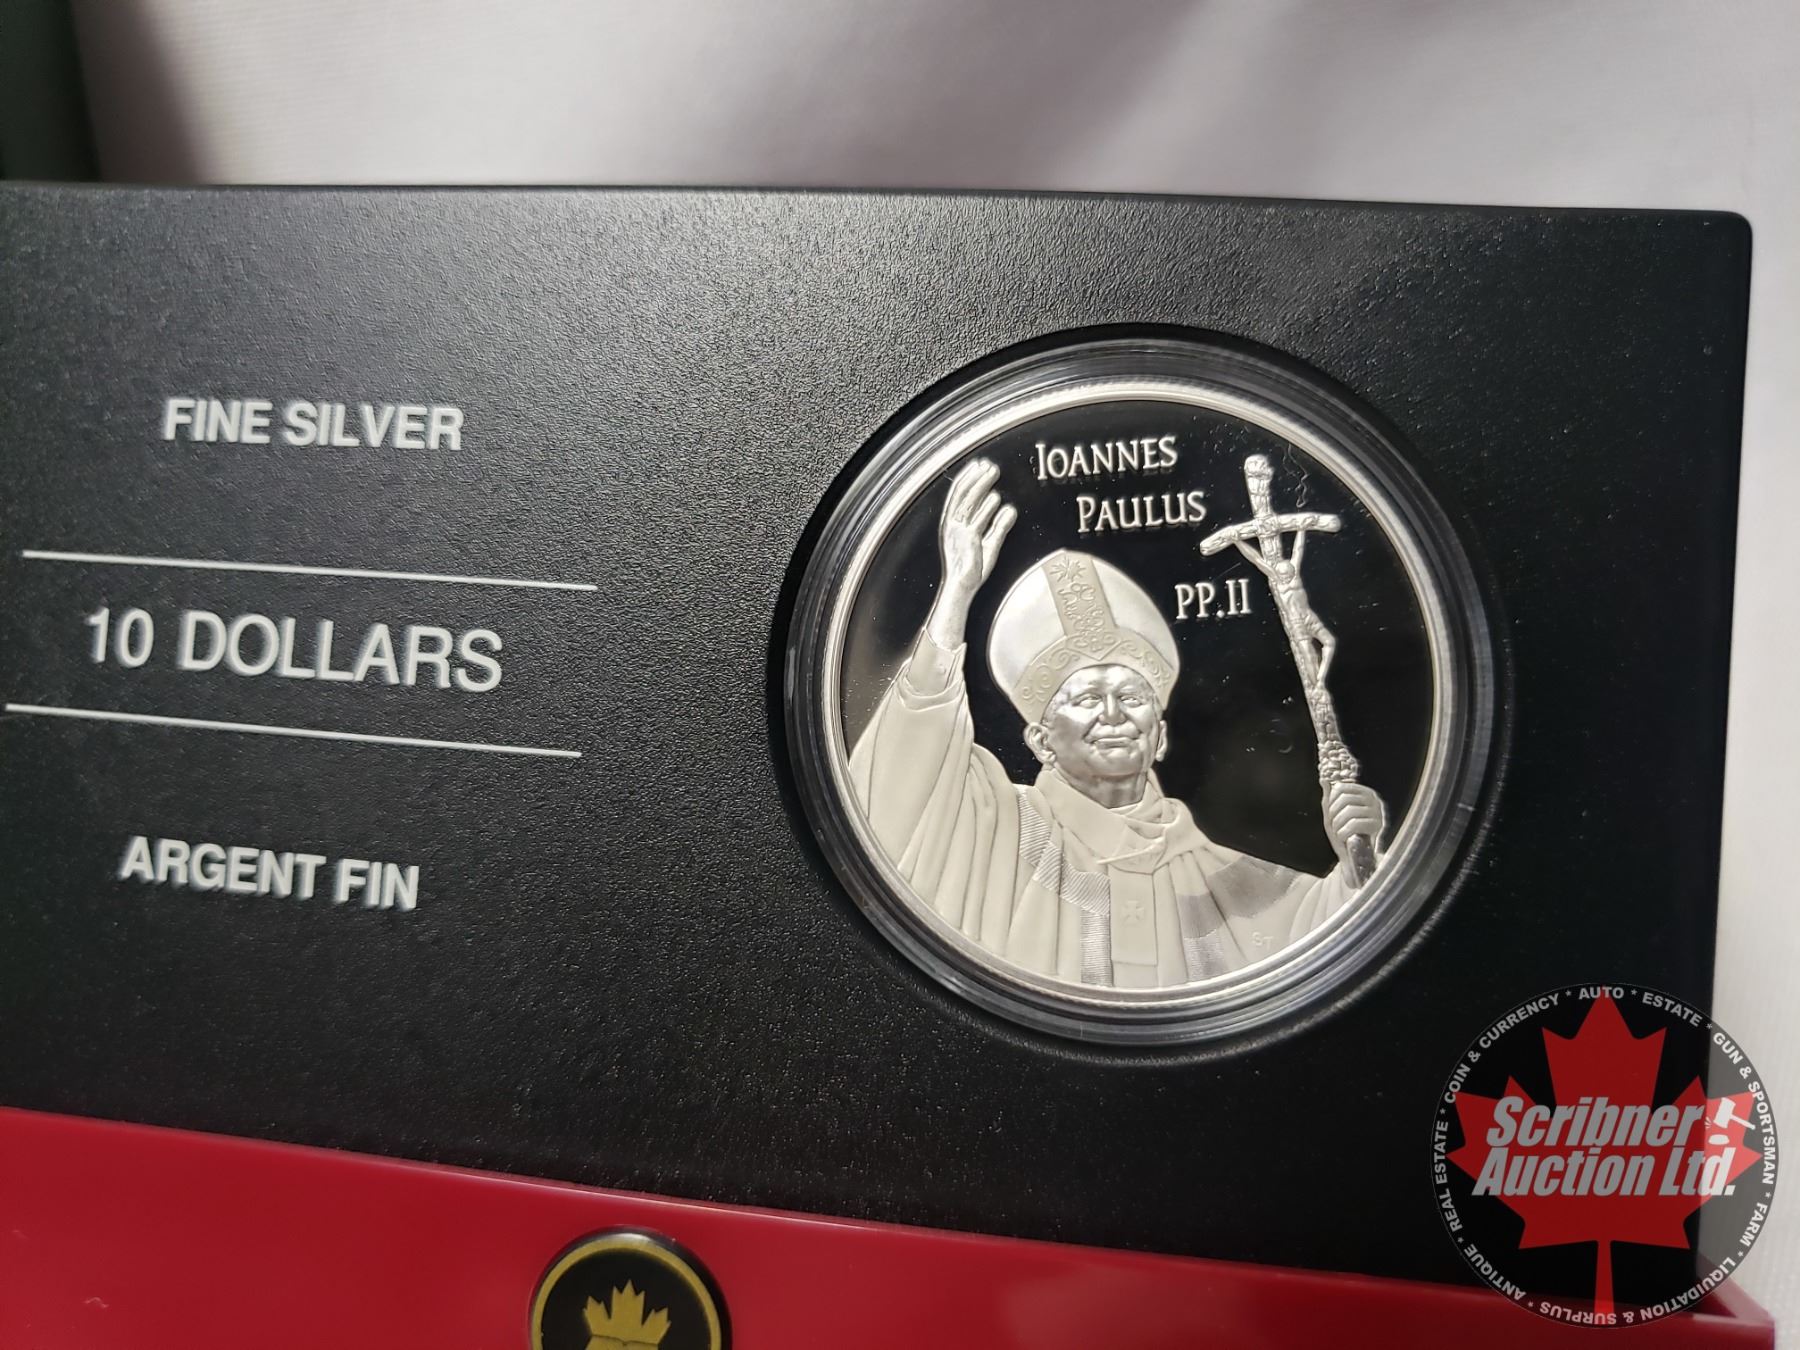 FINE SILVER
10 DOLLARS
ARGENT FIN
IOANNES
PAULUS
PP.II
ST
COIN & CURRENCY * AUTO * ESTATE * GUN & SPORTSMAN * FARM * LIQUIDATION & SURPLUS * ANTIQUE * REAL ESTATE *
Scribner
Auction Ltd.